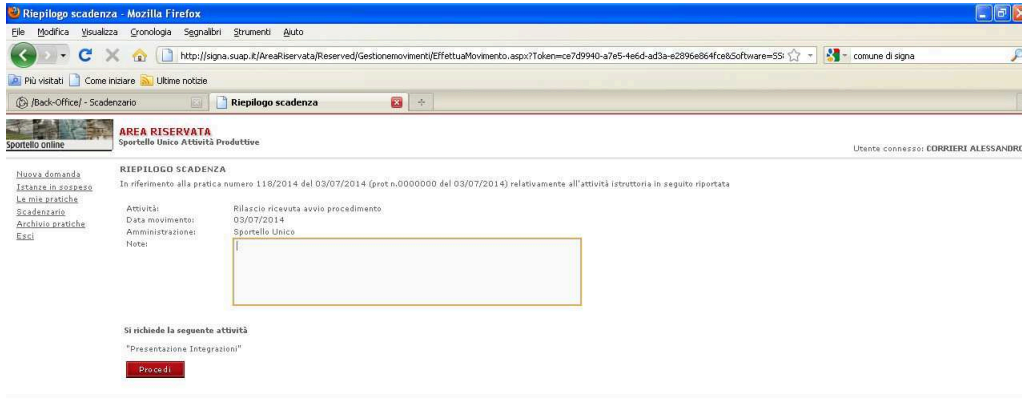 Riepilogo scadenza - Mozilla Firefox
File Modifica Visualizza Cronologia Segnalibri Strumenti Aiuto
http://signa.suap.it/AreaRiservata/Reserved/Gestionemovimenti/EffettuaMovimento.aspx?Token=ce7d9940-a7e5-4e6d-ad3a-e2896e864fce&Software=SS comune di signa
Più visitati Come iniziare Ultime notizie
/Back-Office/ - Scadenzario Riepilogo scadenza
Sportello online
AREA RISERVATA
Sportello Unico Attività Produttive
Utente connesso: CORRIERI ALESSANDRO
Nuova domanda
Istanze in sospeso
Le mie pratiche
Scadenzario
Archivio pratiche
Esci
RIEPILOGO SCADENZA
In riferimento alla pratica numero 118/2014 del 03/07/2014 (prot n.0000000 del 03/07/2014) relativamente all'attività istruttoria in seguito riportata
Attività: Rilascio ricevuta avvio procedimento
Data movimento: 03/07/2014
Amministrazione: Sportello Unico
Note:
Si richiede la seguente attività
"Presentazione Integrazioni"
Procedi